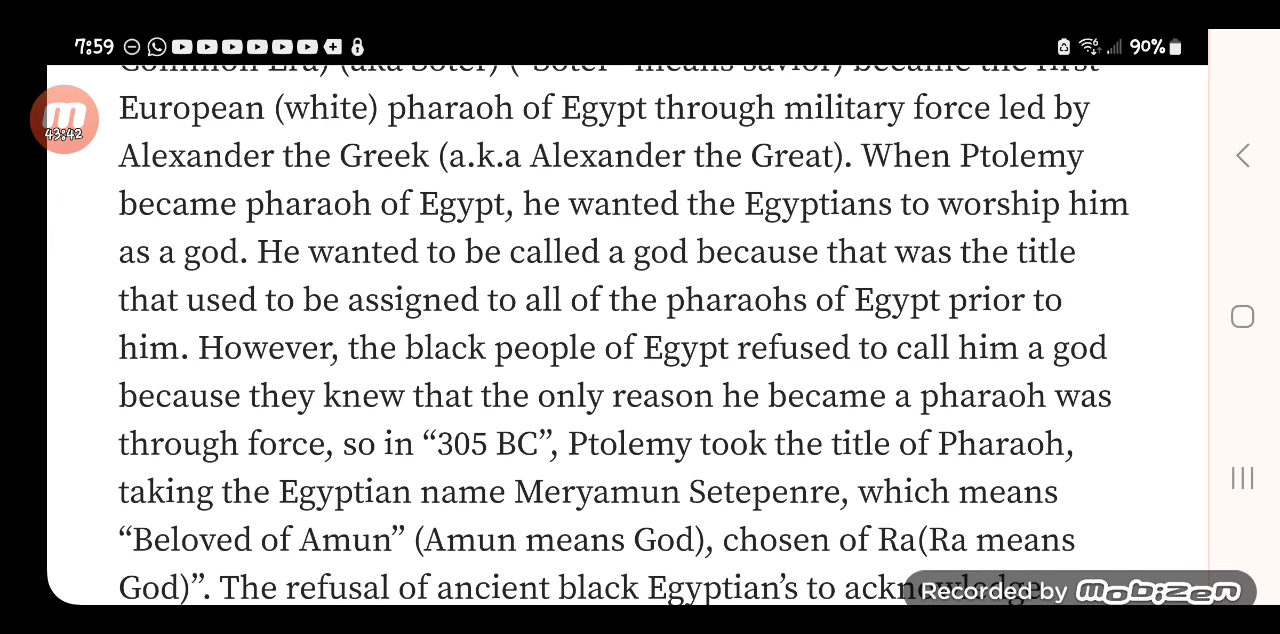 7:59
90%
43:42
European (white) pharaoh of Egypt through military force led by
Alexander the Greek (a.k.a Alexander the Great). When Ptolemy
became pharaoh of Egypt, he wanted the Egyptians to worship him
as a god. He wanted to be called a god because that was the title
that used to be assigned to all of the pharaohs of Egypt prior to
him. However, the black people of Egypt refused to call him a god
because they knew that the only reason he became a pharaoh was
through force, so in “305 BC”, Ptolemy took the title of Pharaoh,
taking the Egyptian name Meryamun Setepenre, which means
“Beloved of Amun” (Amun means God), chosen of Ra(Ra means
God)”. The refusal of ancient black Egyptian’s to
Recorded by mobizen